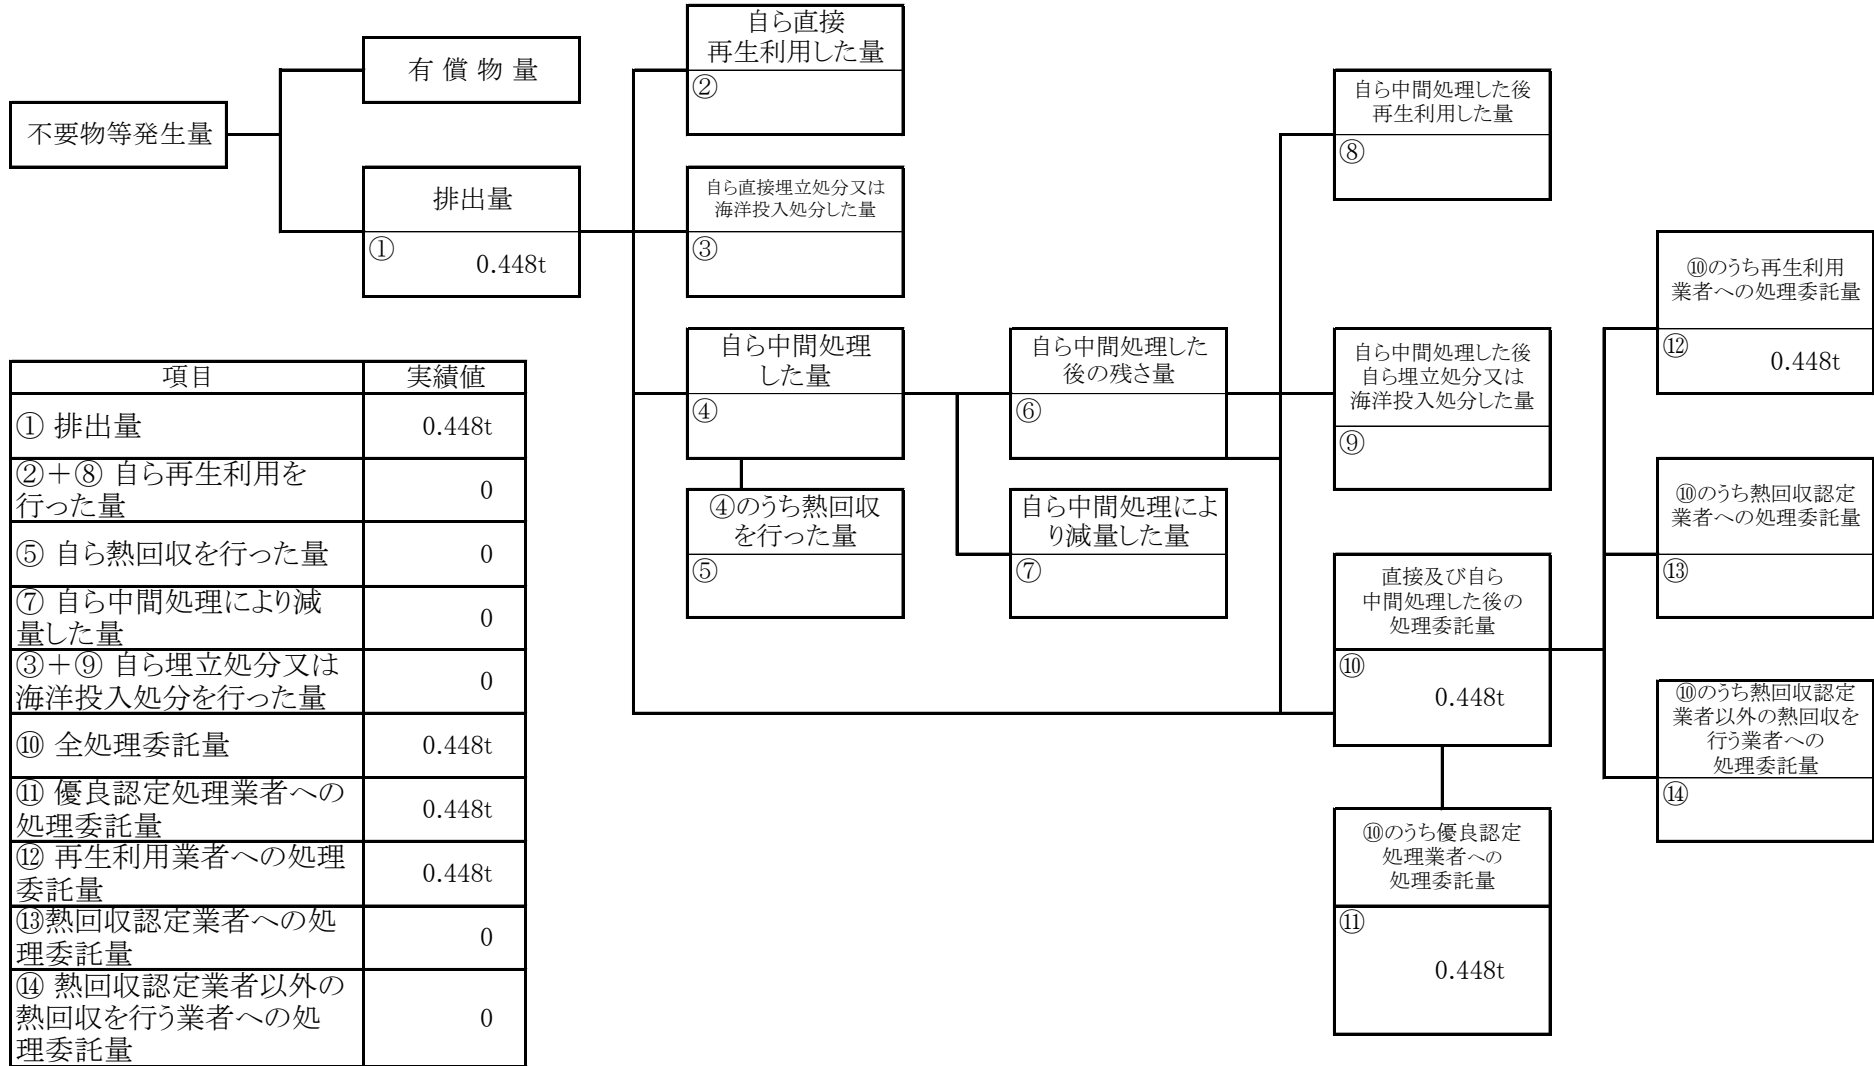 自ら直接
再生利用した量
②
有 償 物 量
不要物等発生量
自ら中間処理した後
再生利用した量
⑧
排出量
①
0.448t
自ら直接埋立処分又は
海洋投入処分した量
③
⑩のうち再生利用
業者への処理委託量
⑫
0.448t
自ら中間処理
した量
④
自ら中間処理した
後の残さ量
⑥
自ら中間処理した後
自ら埋立処分又は
海洋投入処分した量
⑨
④のうち熱回収
を行った量
⑤
自ら中間処理によ
り減量した量
⑦
⑩のうち熱回収認定
業者への処理委託量
⑬
直接及び自ら
中間処理した後の
処理委託量
⑩
0.448t
⑩のうち熱回収認定
業者以外の熱回収を
行う業者への
処理委託量
⑭
⑩のうち優良認定
処理業者への
処理委託量
⑪
0.448t
項目 実績値
① 排出量 0.448t
②＋⑧ 自ら再生利用を
行った量 0
⑤ 自ら熱回収を行った量 0
⑦ 自ら中間処理により減
量した量 0
③＋⑨ 自ら埋立処分又は
海洋投入処分を行った量 0
⑩ 全処理委託量 0.448t
⑪ 優良認定処理業者への
処理委託量 0.448t
⑫ 再生利用業者への処理
委託量 0.448t
⑬熱回収認定業者への処
理委託量 0
⑭ 熱回収認定業者以外の
熱回収を行う業者への処
理委託量 0